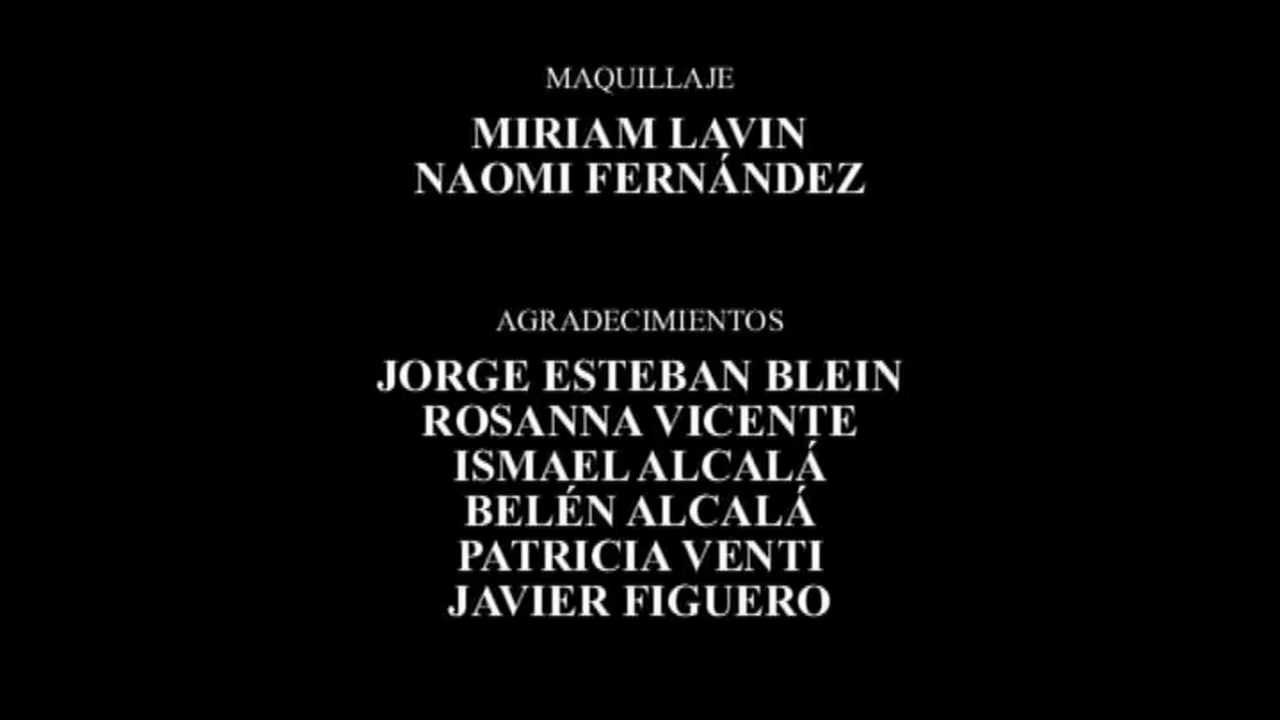 MAQUILLAJE
MIRIAM LAVIN
NAOMI FERNÁNDEZ
AGRADECIMIENTOS
JORGE ESTEBAN BLEIN
ROSANNA VICENTE
ISMAEL ALCALÁ
BELÉN ALCALÁ
PATRICIA VENTI
JAVIER FIGUERO